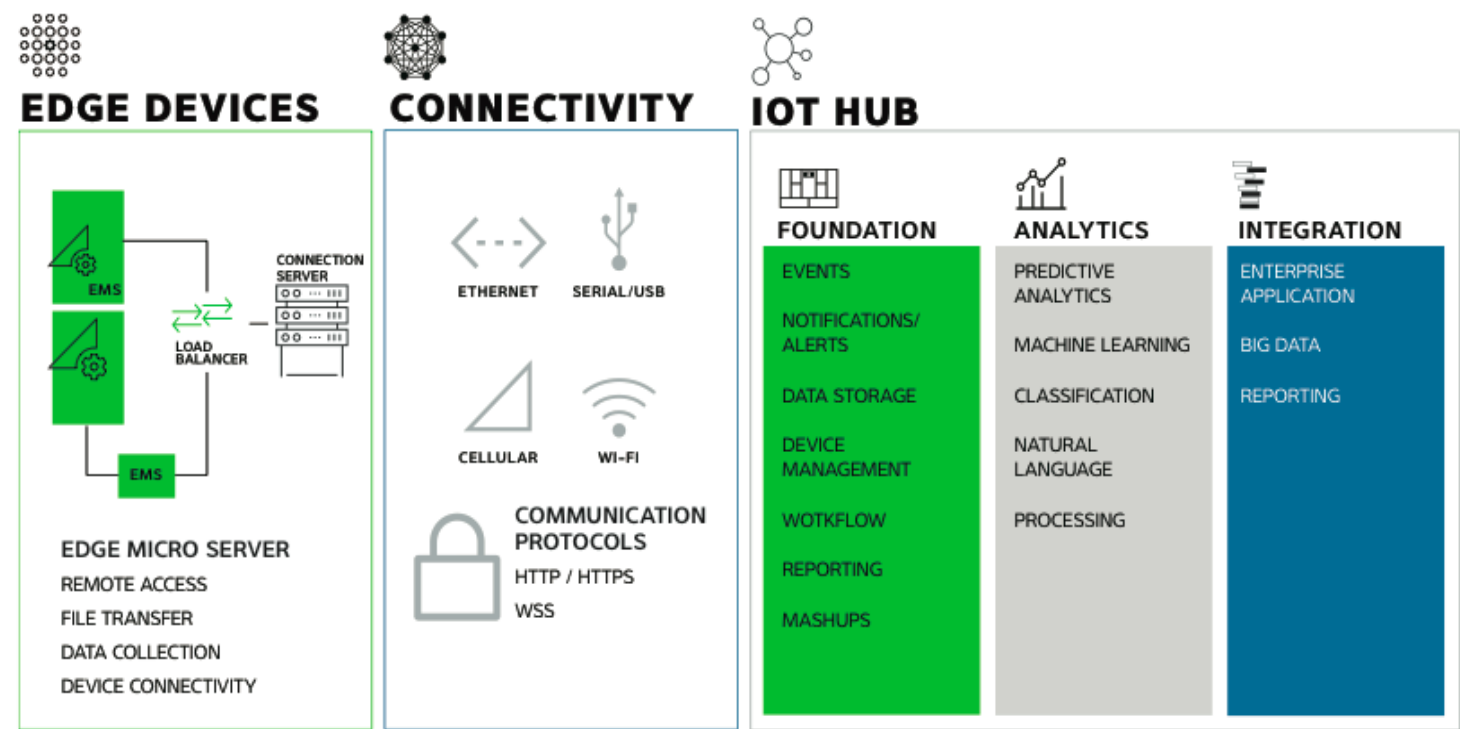 EDGE DEVICES
EMS
CONNECTION
SERVER
LOAD
BALANCER
EMS
EDGE MICRO SERVER
REMOTE ACCESS
FILE TRANSFER
DATA COLLECTION
DEVICE CONNECTIVITY
CONNECTIVITY
ETHERNET
SERIAL/USB
CELLULAR
WI-FI
COMMUNICATION
PROTOCOLS
HTTP / HTTPS
WSS
IOT HUB
FOUNDATION
EVENTS
NOTIFICATIONS/
ALERTS
DATA STORAGE
DEVICE
MANAGEMENT
WOTKFLOW
REPORTING
MASHUPS
ANALYTICS
PREDICTIVE
ANALYTICS
MACHINE LEARNING
CLASSIFICATION
NATURAL
LANGUAGE
PROCESSING
INTEGRATION
ENTERPRISE
APPLICATION
BIG DATA
REPORTING